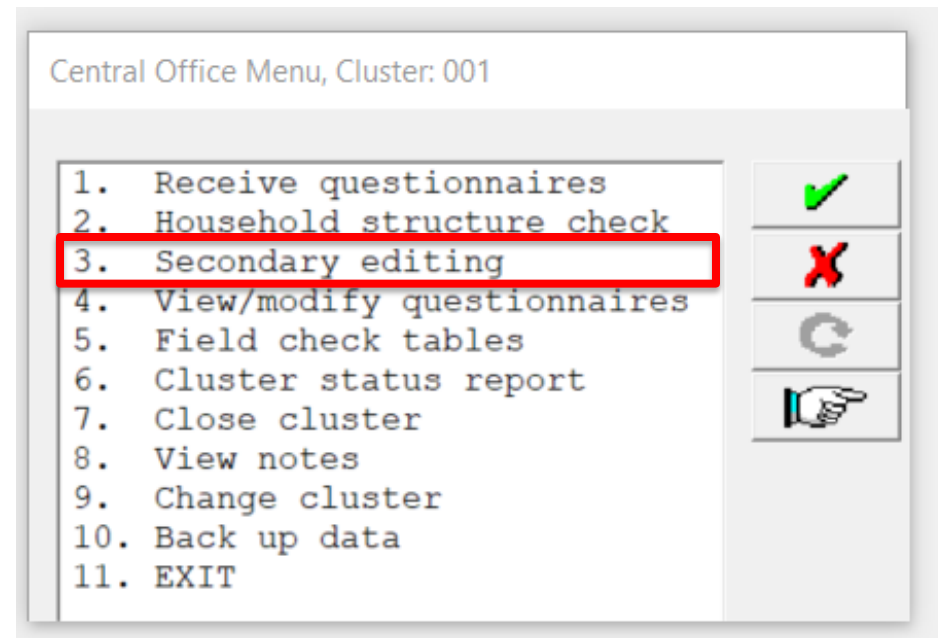 Central Office Menu, Cluster: 001
1. Receive questionnaires
2. Household structure check
3. Secondary editing
4. View/modify questionnaires
5. Field check tables
6. Cluster status report
7. Close cluster
8. View notes
9. Change cluster
10. Back up data
11. EXIT